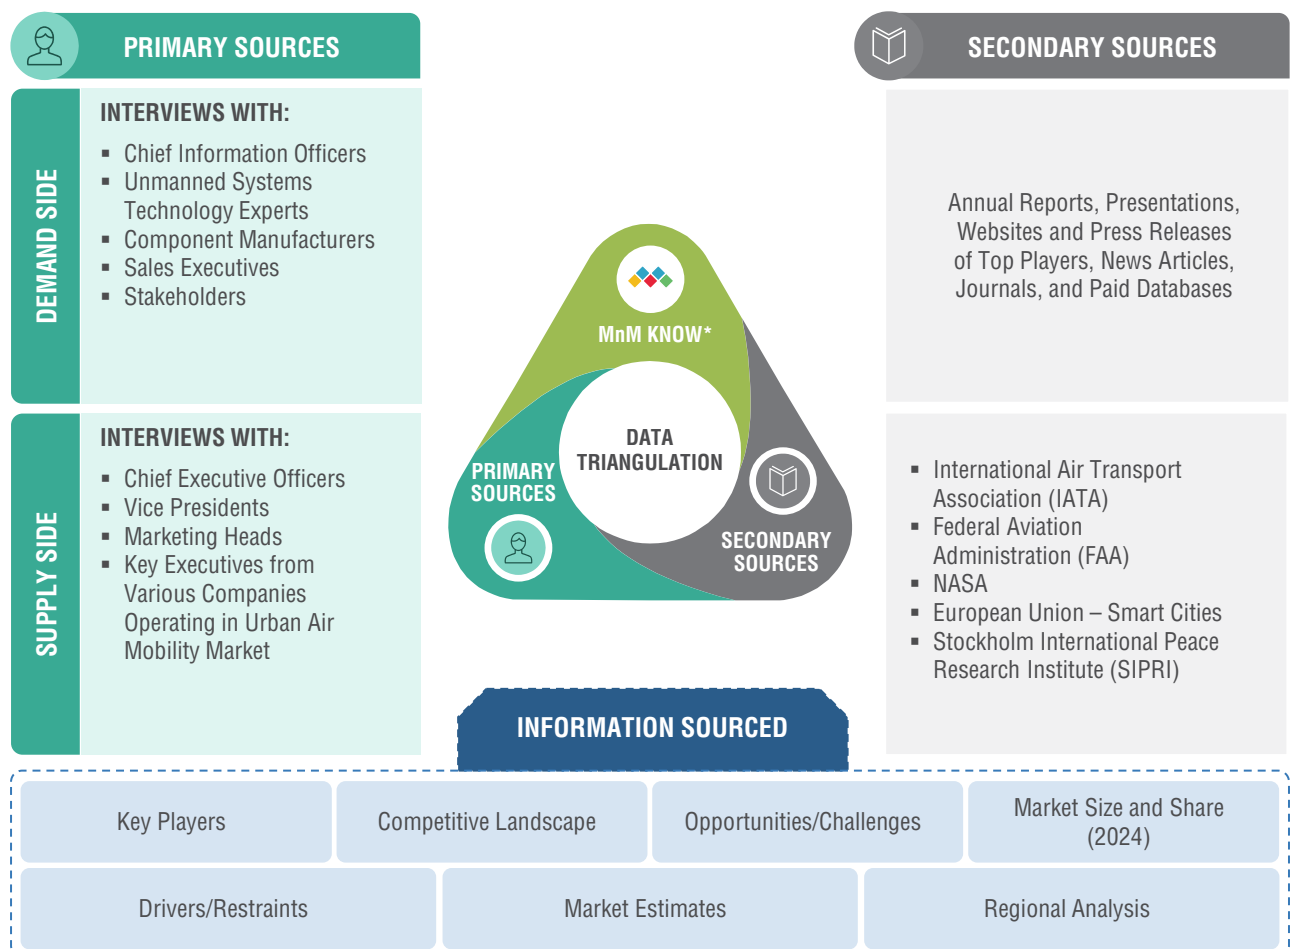 PRIMARY SOURCES
DEMAND SIDE
INTERVIEWS WITH:
▪ Chief Information Officers
▪ Unmanned Systems
Technology Experts
▪ Component Manufacturers
▪ Sales Executives
▪ Stakeholders
SUPPLY SIDE
INTERVIEWS WITH:
▪ Chief Executive Officers
▪ Vice Presidents
▪ Marketing Heads
▪ Key Executives from
Various Companies
Operating in Urban Air
Mobility Market
MnM KNOW*
DATA
TRIANGULATION
PRIMARY
SOURCES
SECONDARY
SOURCES
SECONDARY SOURCES
Annual Reports, Presentations,
Websites and Press Releases
of Top Players, News Articles,
Journals, and Paid Databases
▪ International Air Transport
Association (IATA)
▪ Federal Aviation
Administration (FAA)
▪ NASA
▪ European Union – Smart Cities
▪ Stockholm International Peace
Research Institute (SIPRI)
INFORMATION SOURCED
Key Players
Competitive Landscape
Opportunities/Challenges
Market Size and Share
(2024)
Drivers/Restraints
Market Estimates
Regional Analysis